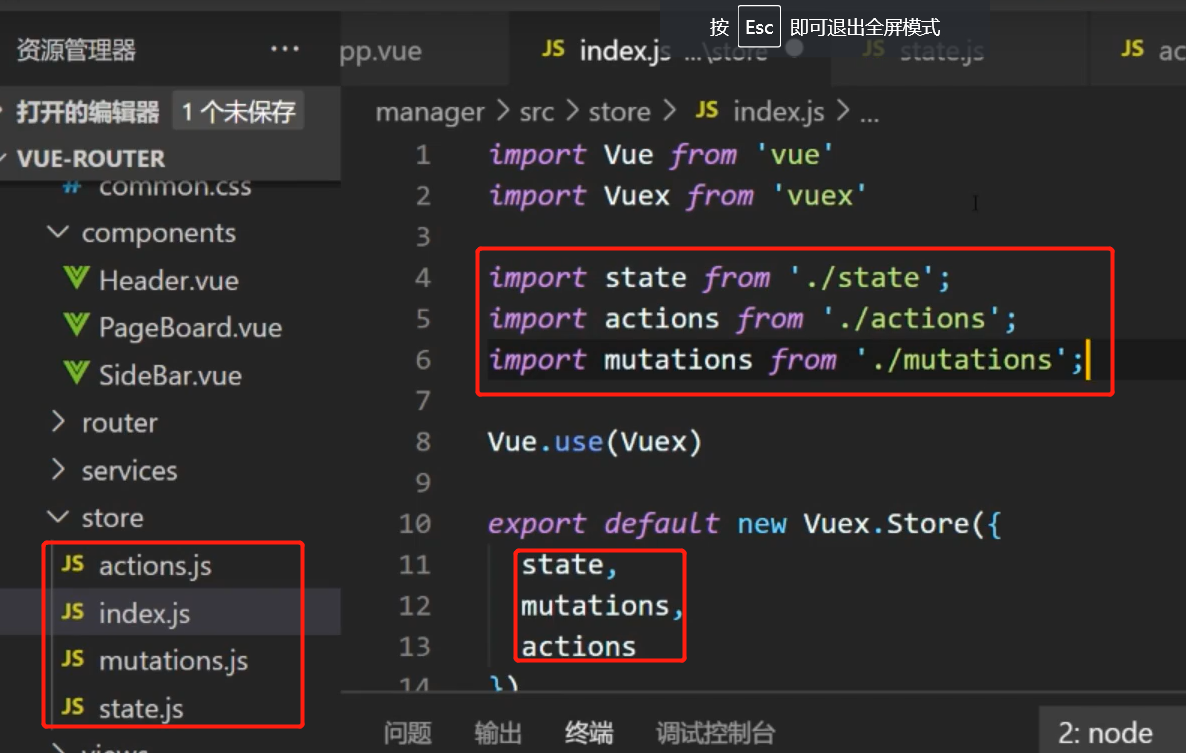 按 Esc 即可退出全屏模式
资源管理器 ...
pp.vue JS index.js ...\store JS state.js JS ac
打开的编辑器 1 个未保存
manager > src > store > JS index.js > ...
VUE-ROUTER
# common.css
components
Header.vue
PageBoard.vue
SideBar.vue
router
services
store
JS actions.js
JS index.js
JS mutations.js
JS state.js
views
1 import Vue from 'vue'
2 import Vuex from 'vuex'
3
4 import state from './state';
5 import actions from './actions';
6 import mutations from './mutations';
7
8 Vue.use(Vuex)
9
10 export default new Vuex.Store({
11 state,
12 mutations,
13 actions
14 })
问题 输出 终端 调试控制台 2: node